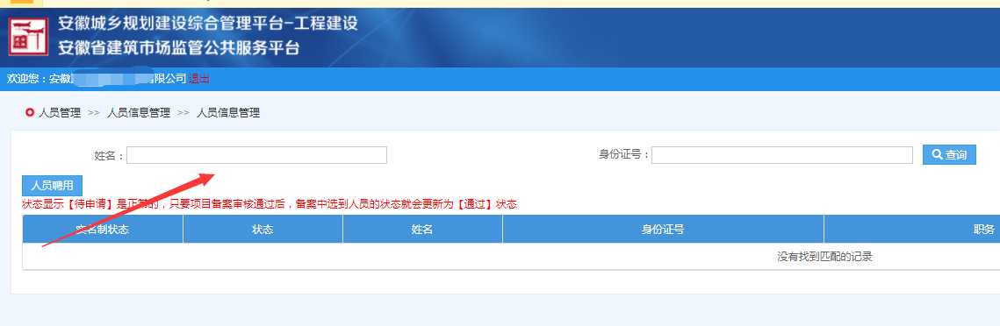 安徽城乡规划建设综合管理平台-工程建设
安徽省建筑市场监管公共服务平台
欢迎您：安徽 有限公司 退出
人员管理 >> 人员信息管理 >> 人员信息管理
姓名： 身份证号： 查询
人员聘用
状态显示【待申请】是正常的，只要项目备案审核通过后，备案中选到人员的状态就会更新为【通过】状态
实名制状态 状态 姓名 身份证号 职务
没有找到匹配的记录